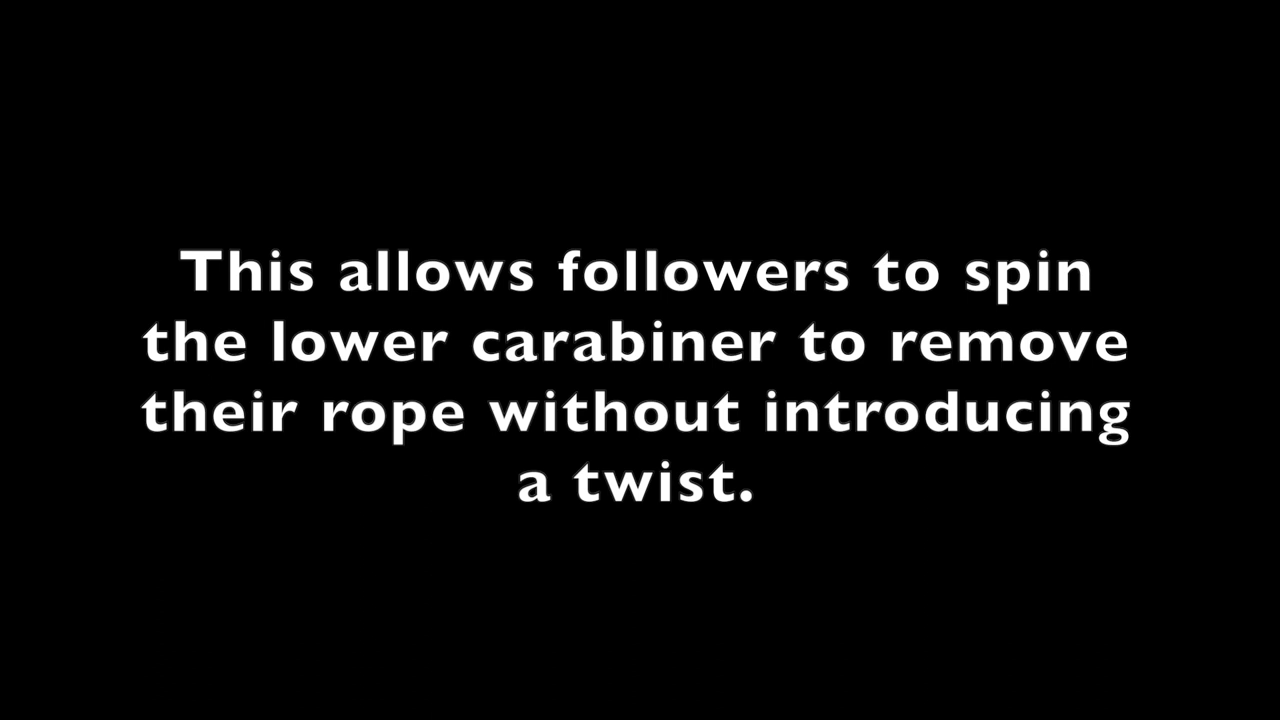 This allows followers to spin
the lower carabiner to remove
their rope without introducing
a twist.